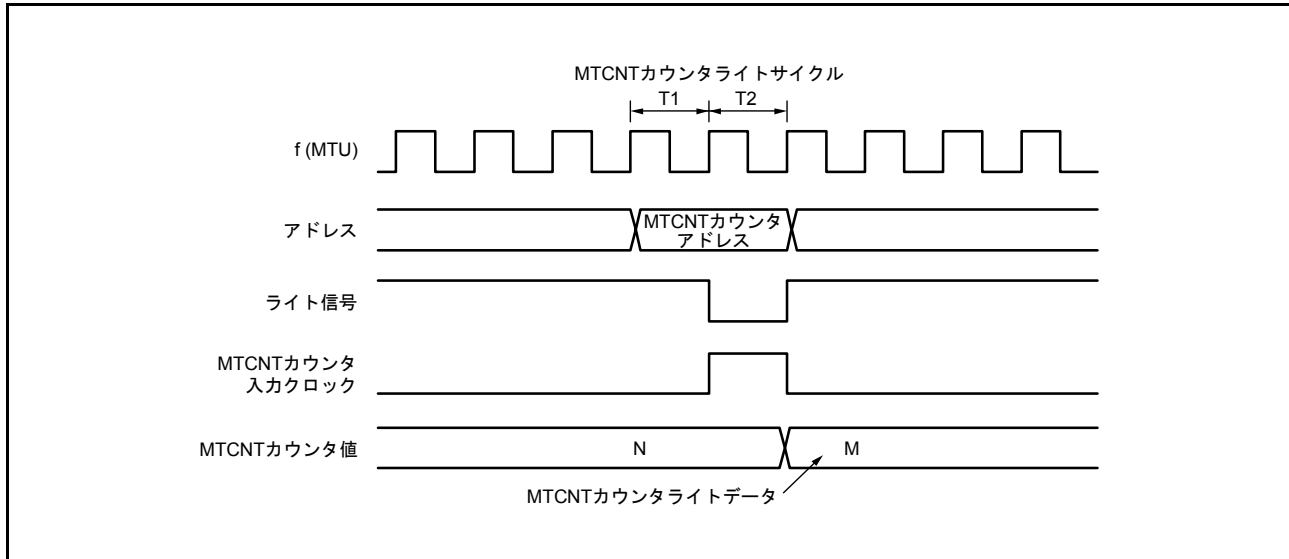 MTCNTカウンタライトサイクル
T1 T2
f (MTU)
アドレス
MTCNTカウンタ
アドレス
ライト信号
MTCNTカウンタ
入力クロック
MTCNTカウンタ値
N M
MTCNTカウンタライトデータ